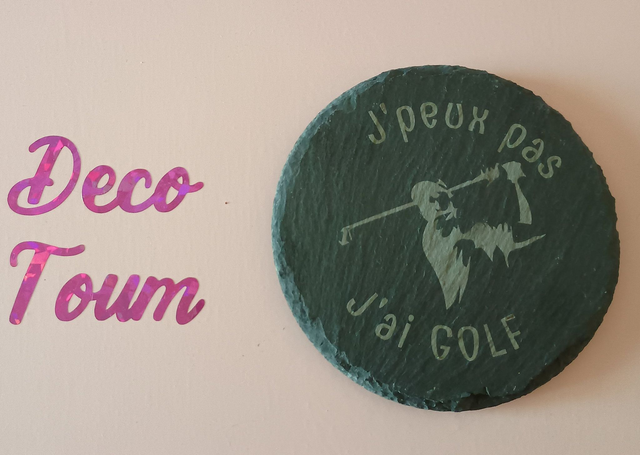 Deco
Toum
J'peux pas
J'ai GOLF